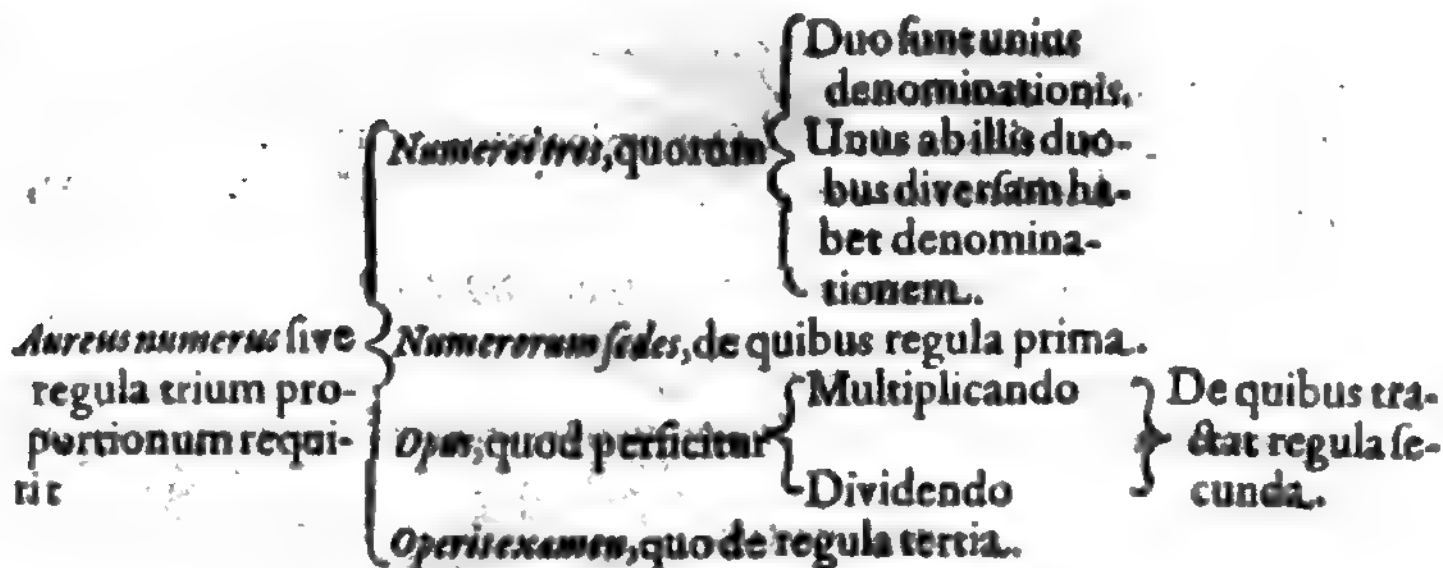 Aureus numerus sive
regula trium pro-
portionum requi-
rit
Numeros tres, quorum
Duo sunt unius
denominationis.
Unus ab illis duo-
bus diversam ha-
bet denomina-
tionem.
Numerorum sedes, de quibus regula prima.
Opus, quod perficitur
Multiplicando
Dividendo
De quibus tra-
ctat regula se-
cunda.
Operis examen, quo de regula tertia.